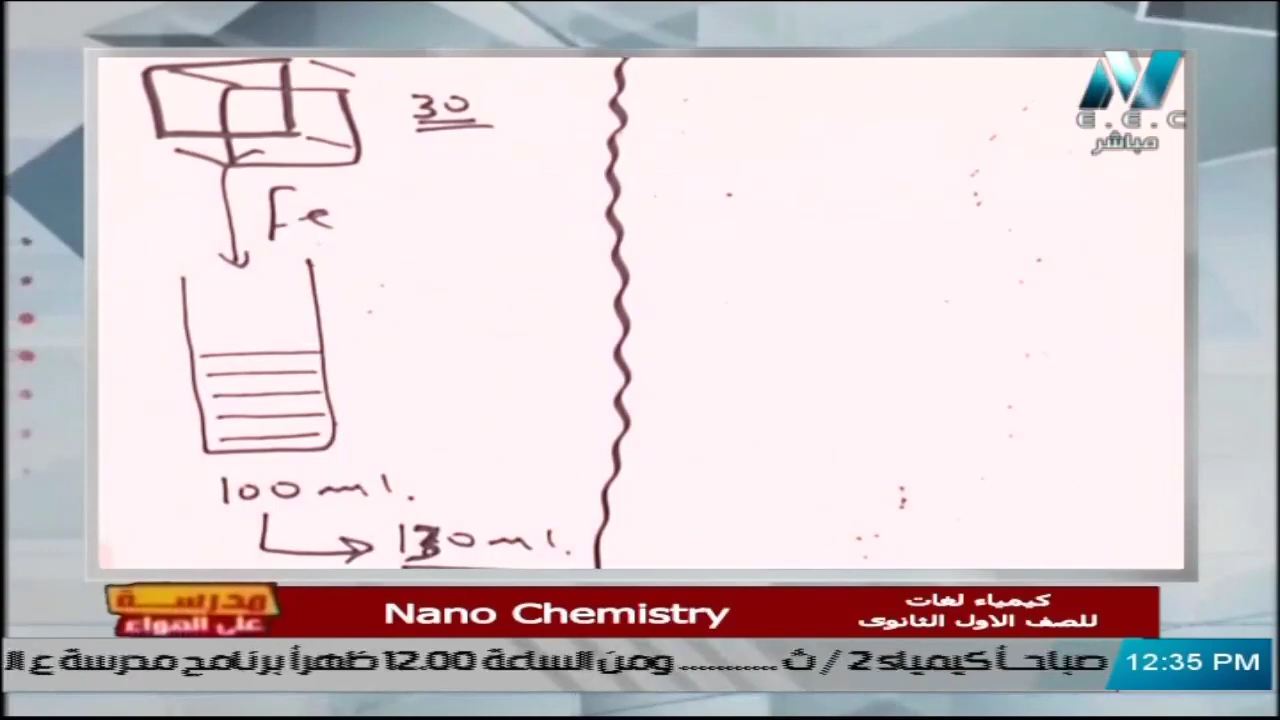 30
E.E.C
مباشر
Fe
100 ml.
130 ml.
مدرسة
على الهواء
Nano Chemistry
كيمياء لغات
للصف الاول الثانوى
صباحاً كيمياء 2 / ث ........... ومن الساعة 12.00 ظهراً برنامج مدرسة ع ال
12:35 PM